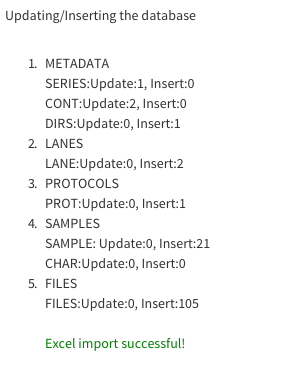 Updating/Inserting the database
1. METADATA
SERIES:Update:1, Insert:0
CONT:Update:2, Insert:0
DIRS:Update:0, Insert:1
2. LANES
LANE:Update:0, Insert:2
3. PROTOCOLS
PROT:Update:0, Insert:1
4. SAMPLES
SAMPLE: Update:0, Insert:21
CHAR:Update:0, Insert:0
5. FILES
FILES:Update:0, Insert:105
Excel import successful!